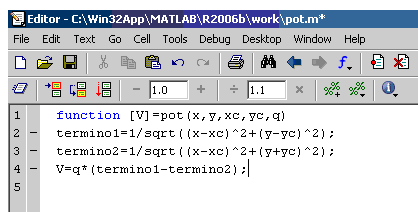 Editor - C:\Win32App\MATLAB\R2006b\work\pot.m*
File Edit Text Go Cell Tools Debug Desktop Window Help
- 1.0 + ÷ 1.1 ×
1 function [V]=pot(x,y,xc,yc,q)
2 - termino1=1/sqrt((x-xc)^2+(y-yc)^2);
3 - termino2=1/sqrt((x-xc)^2+(y+yc)^2);
4 - V=q*(termino1-termino2);
5